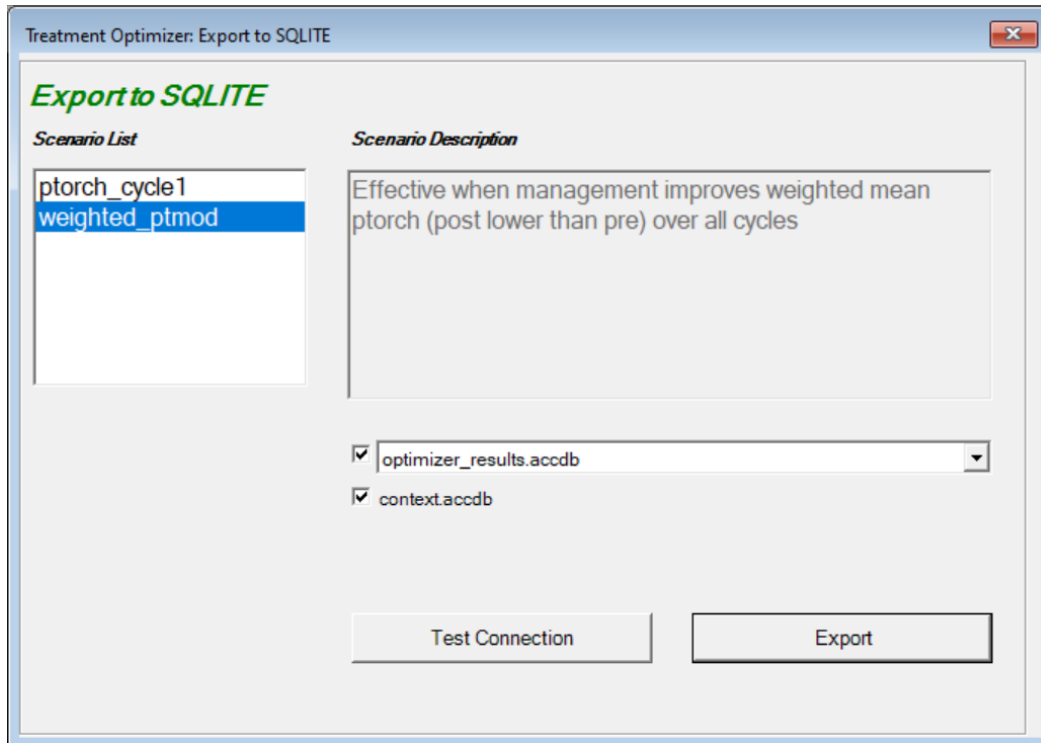 Treatment Optimizer: Export to SQLITE
Export to SQLITE
Scenario List
Scenario Description
ptorch_cycle1
weighted_ptmod
Effective when management improves weighted mean
ptorch (post lower than pre) over all cycles
optimizer_results.accdb
context.accdb
Test Connection
Export